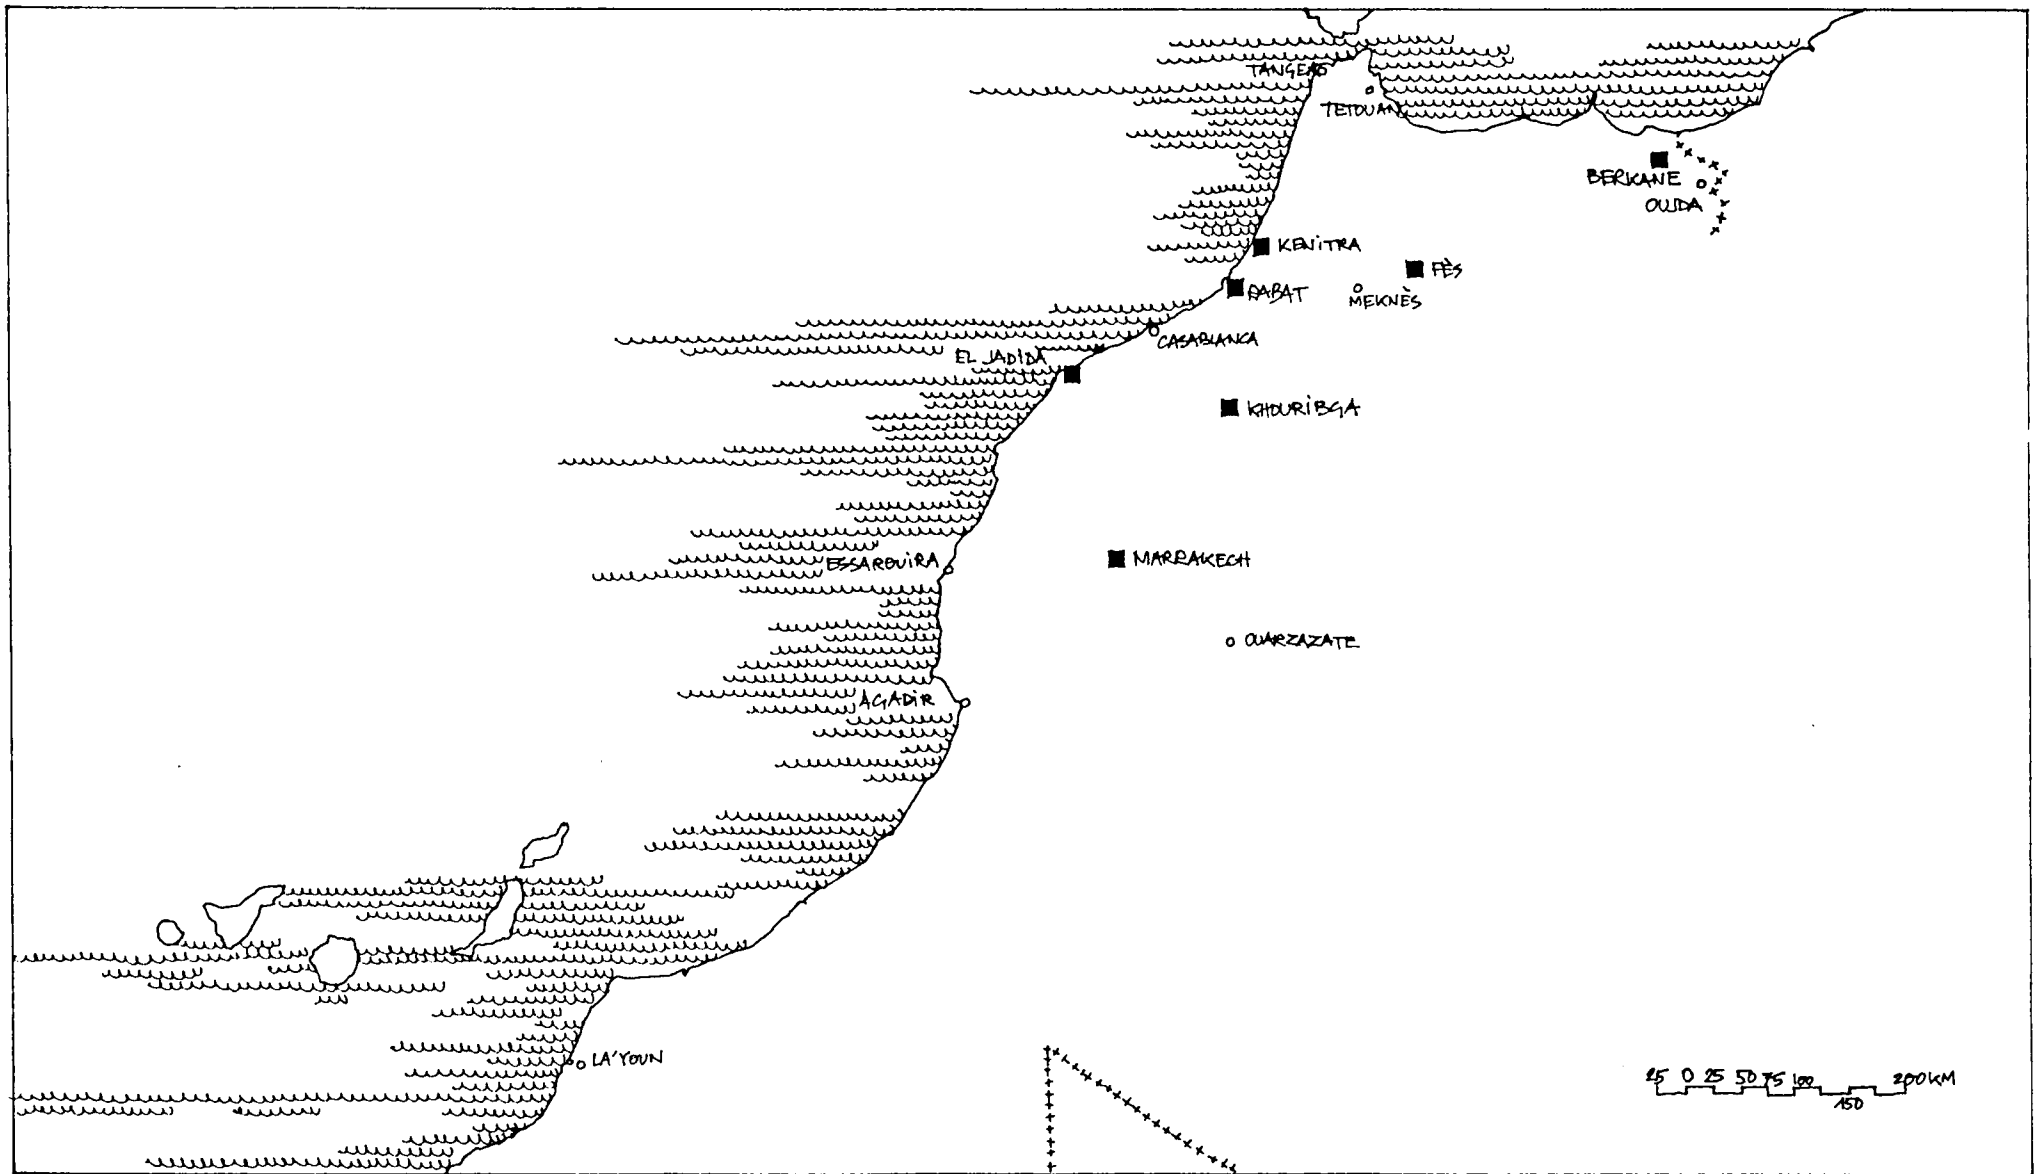 TANGER
TETOUAN
BERKANE
OUJDA
KENiTRA
FÈS
RABAT
MEKNÈS
CASABLANCA
EL JADiDA
KHOURiBGA
ESSAROUiRA
MARRAKECH
OUARZAZATE
AGADiR
LA'YOUN
25 0 25 50 75 100 200KM
150